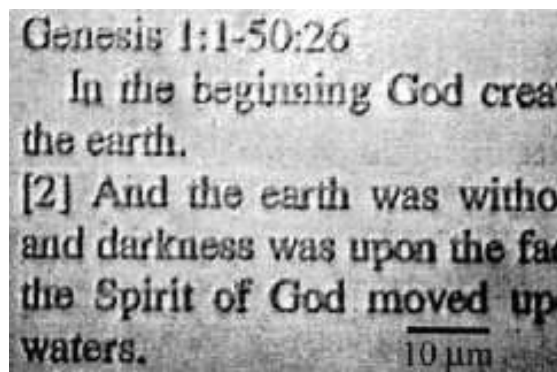 Genesis 1:1-50:26
In the beginning God crea
the earth.
[2] And the earth was witho
and darkness was upon the fa
the Spirit of God moved up
waters.
10 µm